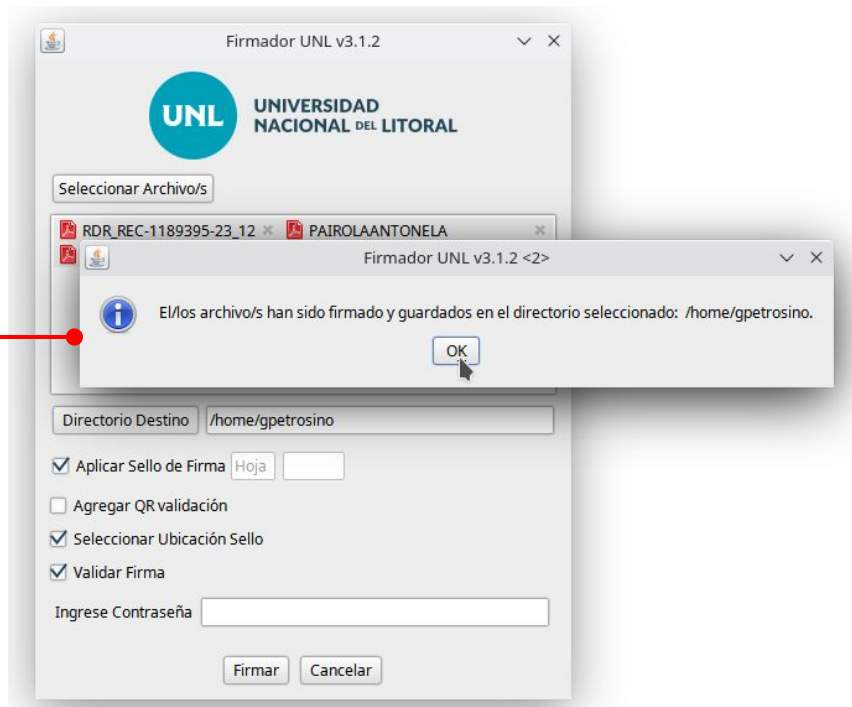 Firmador UNL v3.1.2
UNL
UNIVERSIDAD
NACIONAL DEL LITORAL
Seleccionar Archivo/s
RDR_REC-1189395-23_12 PAIROLAANTONELA
Firmador UNL v3.1.2 <2>
El/los archivo/s han sido firmado y guardados en el directorio seleccionado: /home/gpetrosino.
OK
Directorio Destino /home/gpetrosino
Aplicar Sello de Firma Hoja
Agregar QR validación
Seleccionar Ubicación Sello
Validar Firma
Ingrese Contraseña
Firmar Cancelar